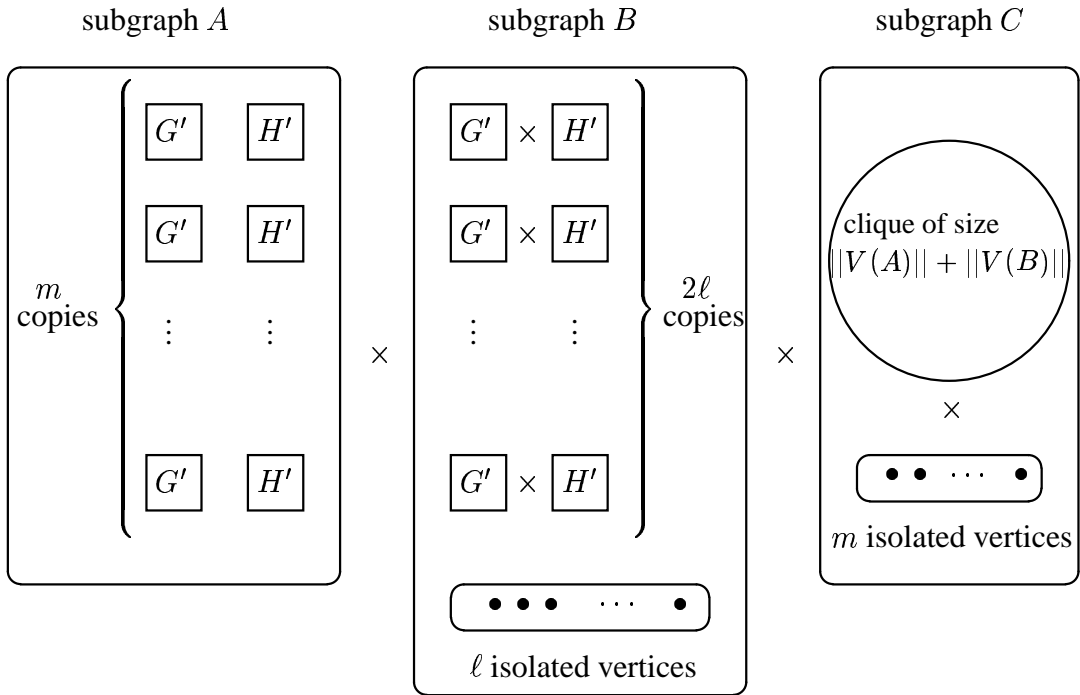 subgraph A
subgraph B
subgraph C
m
copies
G′ H′
G′ H′
⋮ ⋮
G′ H′
×
G′ × H′
G′ × H′
⋮ ⋮
G′ × H′
2ℓ
copies
• • • ··· •
ℓ isolated vertices
×
clique of size
||V(A)|| + ||V(B)||
×
• • ··· •
m isolated vertices